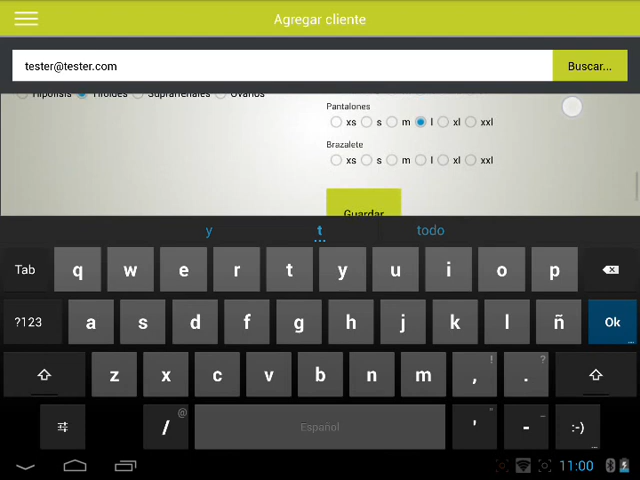 Agregar cliente
tester@tester.com Buscar...
Hipófisis Tiroides Suprarrenales Ovarios
Pantalones
xs s m l xl xxl
Brazalete
xs s m l xl xxl
Guardar
y t todo
Tab q w e r t y u i o p
?123 a s d f g h j k l ñ Ok ...
z x c v b n m , ! . ?
/ @ Español ' " - _ :-) ...
11:00